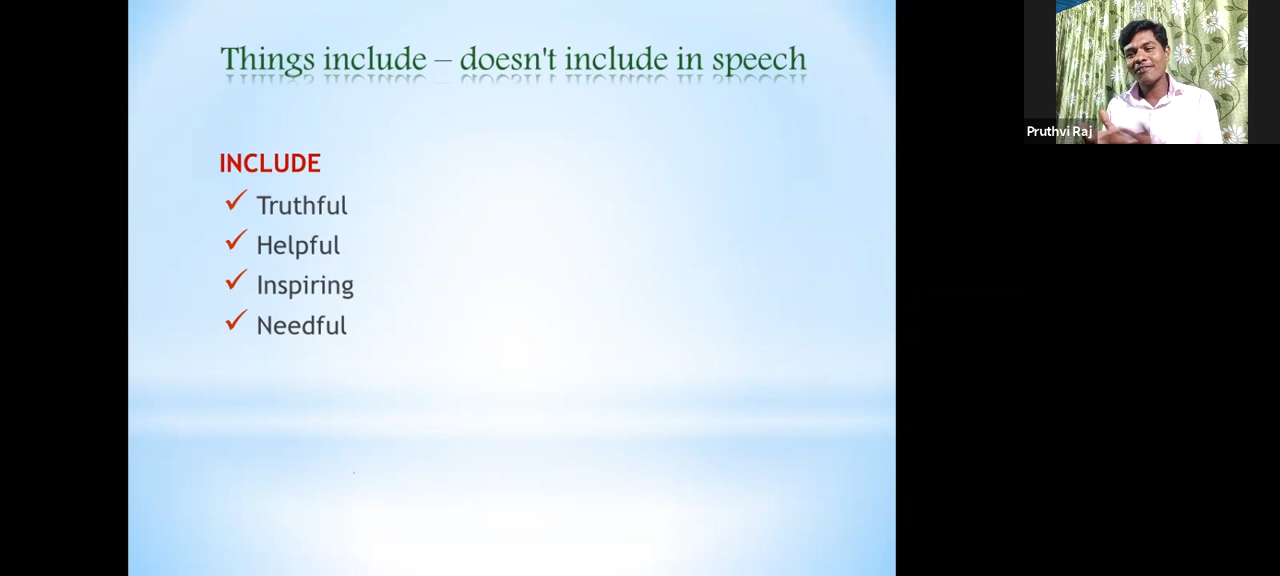 Things include – doesn't include in speech
INCLUDE
Truthful
Helpful
Inspiring
Needful
Pruthvi Raj